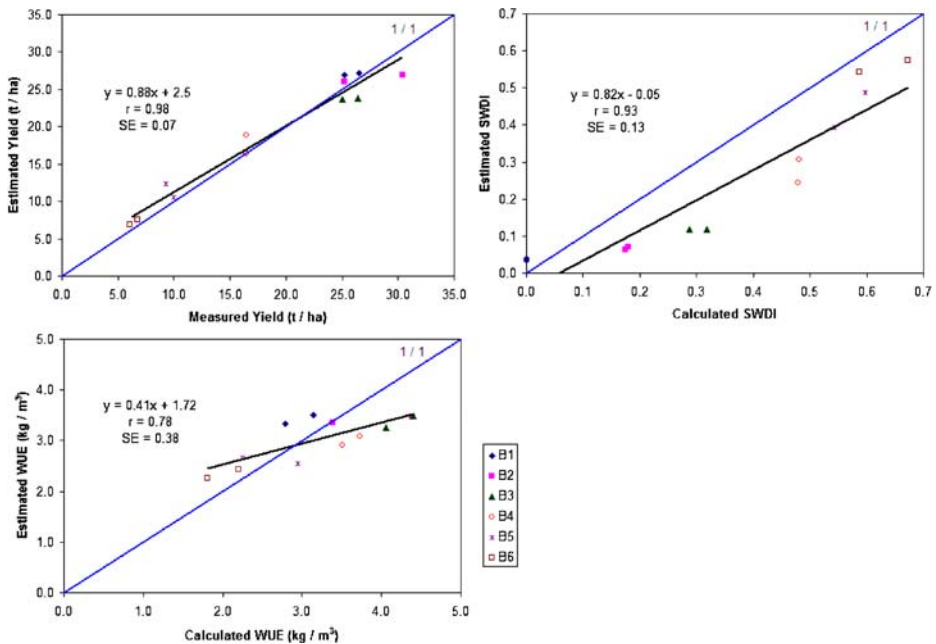 35.0
30.0
25.0
20.0
15.0
10.0
5.0
0.0
Estimated Yield (t / ha)
1 / 1
y = 0.88x + 2.5
r = 0.98
SE = 0.07
0.0 5.0 10.0 15.0 20.0 25.0 30.0 35.0
Measured Yield (t / ha)
0.7
0.6
0.5
0.4
0.3
0.2
0.1
0.0
Estimated SWDI
1 / 1
y = 0.82x - 0.05
r = 0.93
SE = 0.13
0.0 0.1 0.2 0.3 0.4 0.5 0.6 0.7
Calculated SWDI
5.0
4.0
3.0
2.0
1.0
0.0
Estimated WUE (kg / m³)
1 / 1
y = 0.41x + 1.72
r = 0.78
SE = 0.38
0.0 1.0 2.0 3.0 4.0 5.0
Calculated WUE (kg / m³)
B1
B2
B3
B4
B5
B6